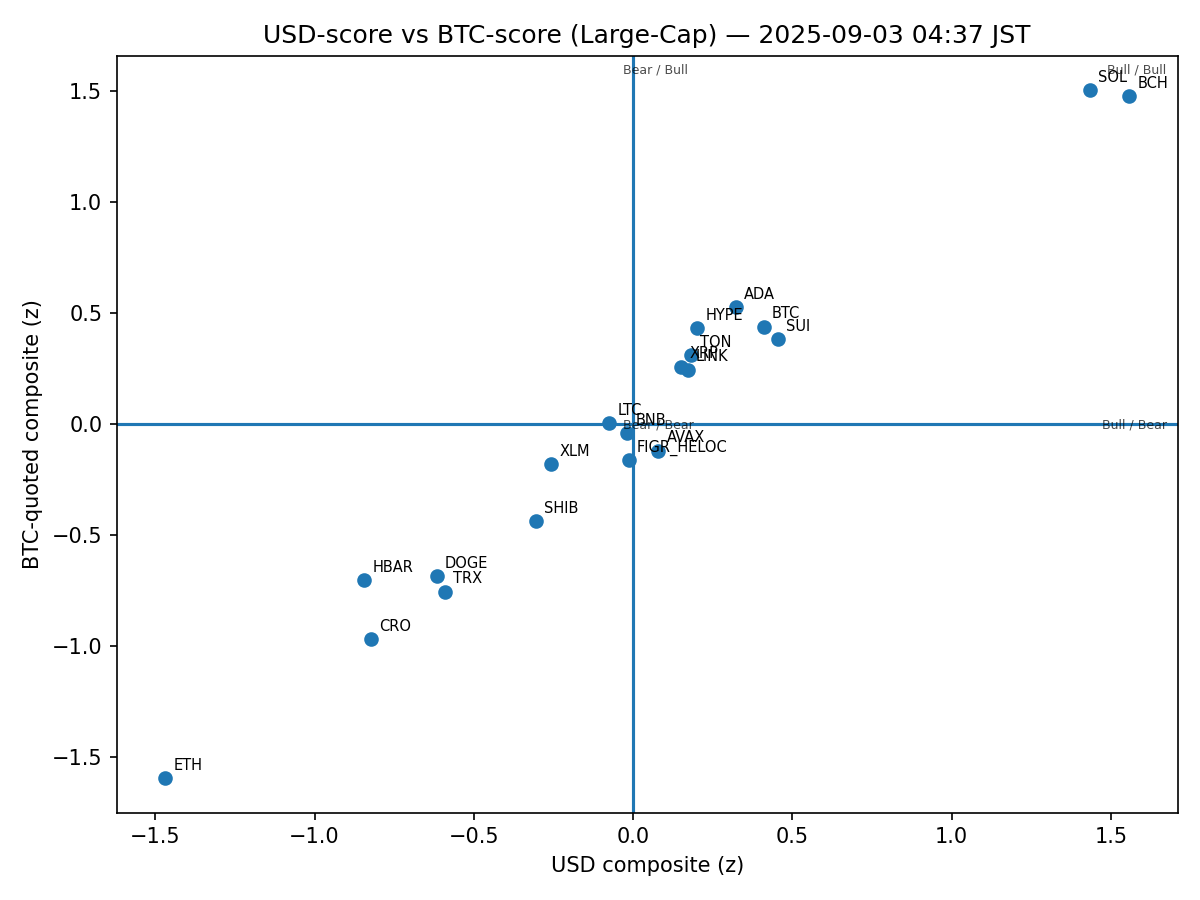 USD-score vs BTC-score (Large-Cap) — 2025-09-03 04:37 JST
Bear / Bull
Bull / Bull
SOL
BCH
ADA
HYPE
BTC
SUI
TON
XRP
LINK
LTC
BNB
Bear / Bear
Bull / Bear
AVAX
FIGR_HELOC
XLM
SHIB
HBAR
DOGE
TRX
CRO
ETH
1.5
1.0
0.5
0.0
−0.5
−1.0
−1.5
BTC-quoted composite (z)
−1.5
−1.0
−0.5
0.0
0.5
1.0
1.5
USD composite (z)